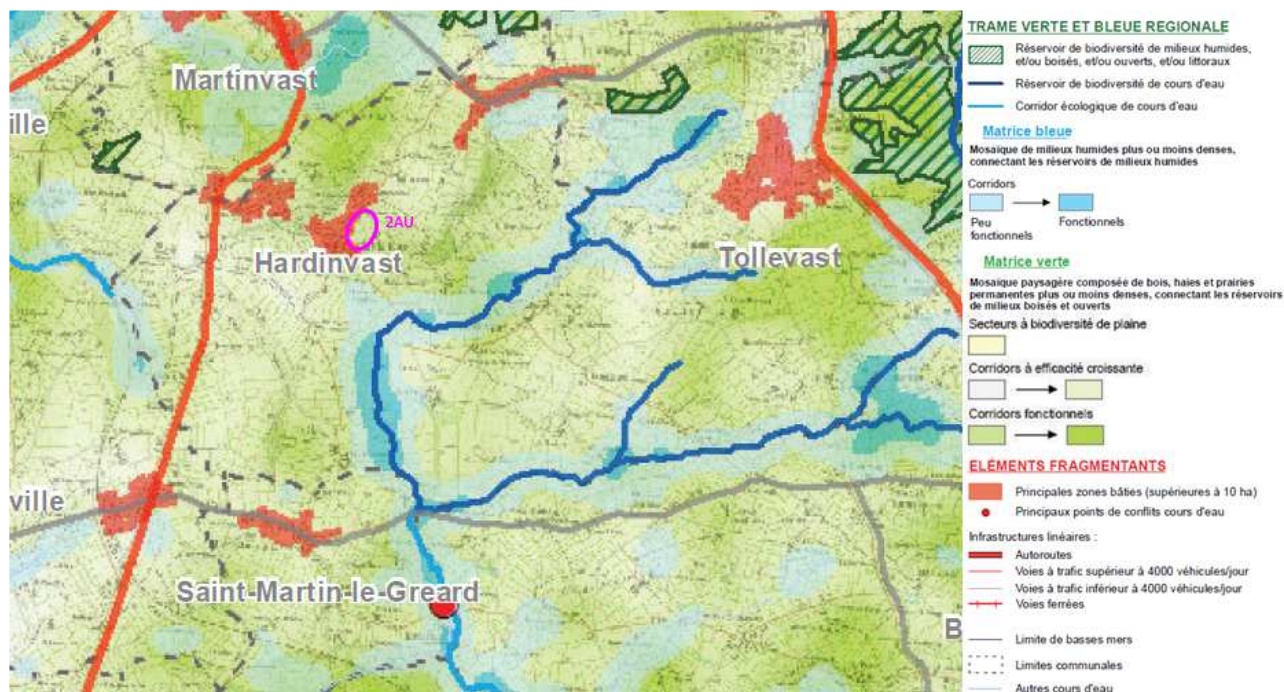 Martinvast
ille
2AU
Hardinvast
Tollevast
ville
Saint-Martin-le-Greard
B
TRAME VERTE ET BLEUE REGIONALE
Réservoir de biodiversité de milieux humides,
et/ou boisés, et/ou ouverts, et/ou littoraux
Réservoir de biodiversité de cours d'eau
Corridor écologique de cours d'eau
Matrice bleue
Mosaïque de milieux humides plus ou moins denses,
connectant les réservoirs de milieux humides
Corridors
Peu
fonctionnels
Fonctionnels
Matrice verte
Mosaïque paysagère composée de bois, haies et prairies
permanentes plus ou moins denses, connectant les réservoirs
de milieux boisés et ouverts
Secteurs à biodiversité de plaine
Corridors à efficacité croissante
Corridors fonctionnels
ELÉMENTS FRAGMENTANTS
Principales zones bâties (supérieures à 10 ha)
Principaux points de conflits cours d'eau
Infrastructures linéaires :
Autoroutes
Voies à trafic supérieur à 4000 véhicules/jour
Voies à trafic inférieur à 4000 véhicules/jour
Voies ferrées
Limite de basses mers
Limites communales
Autres cours d'eau